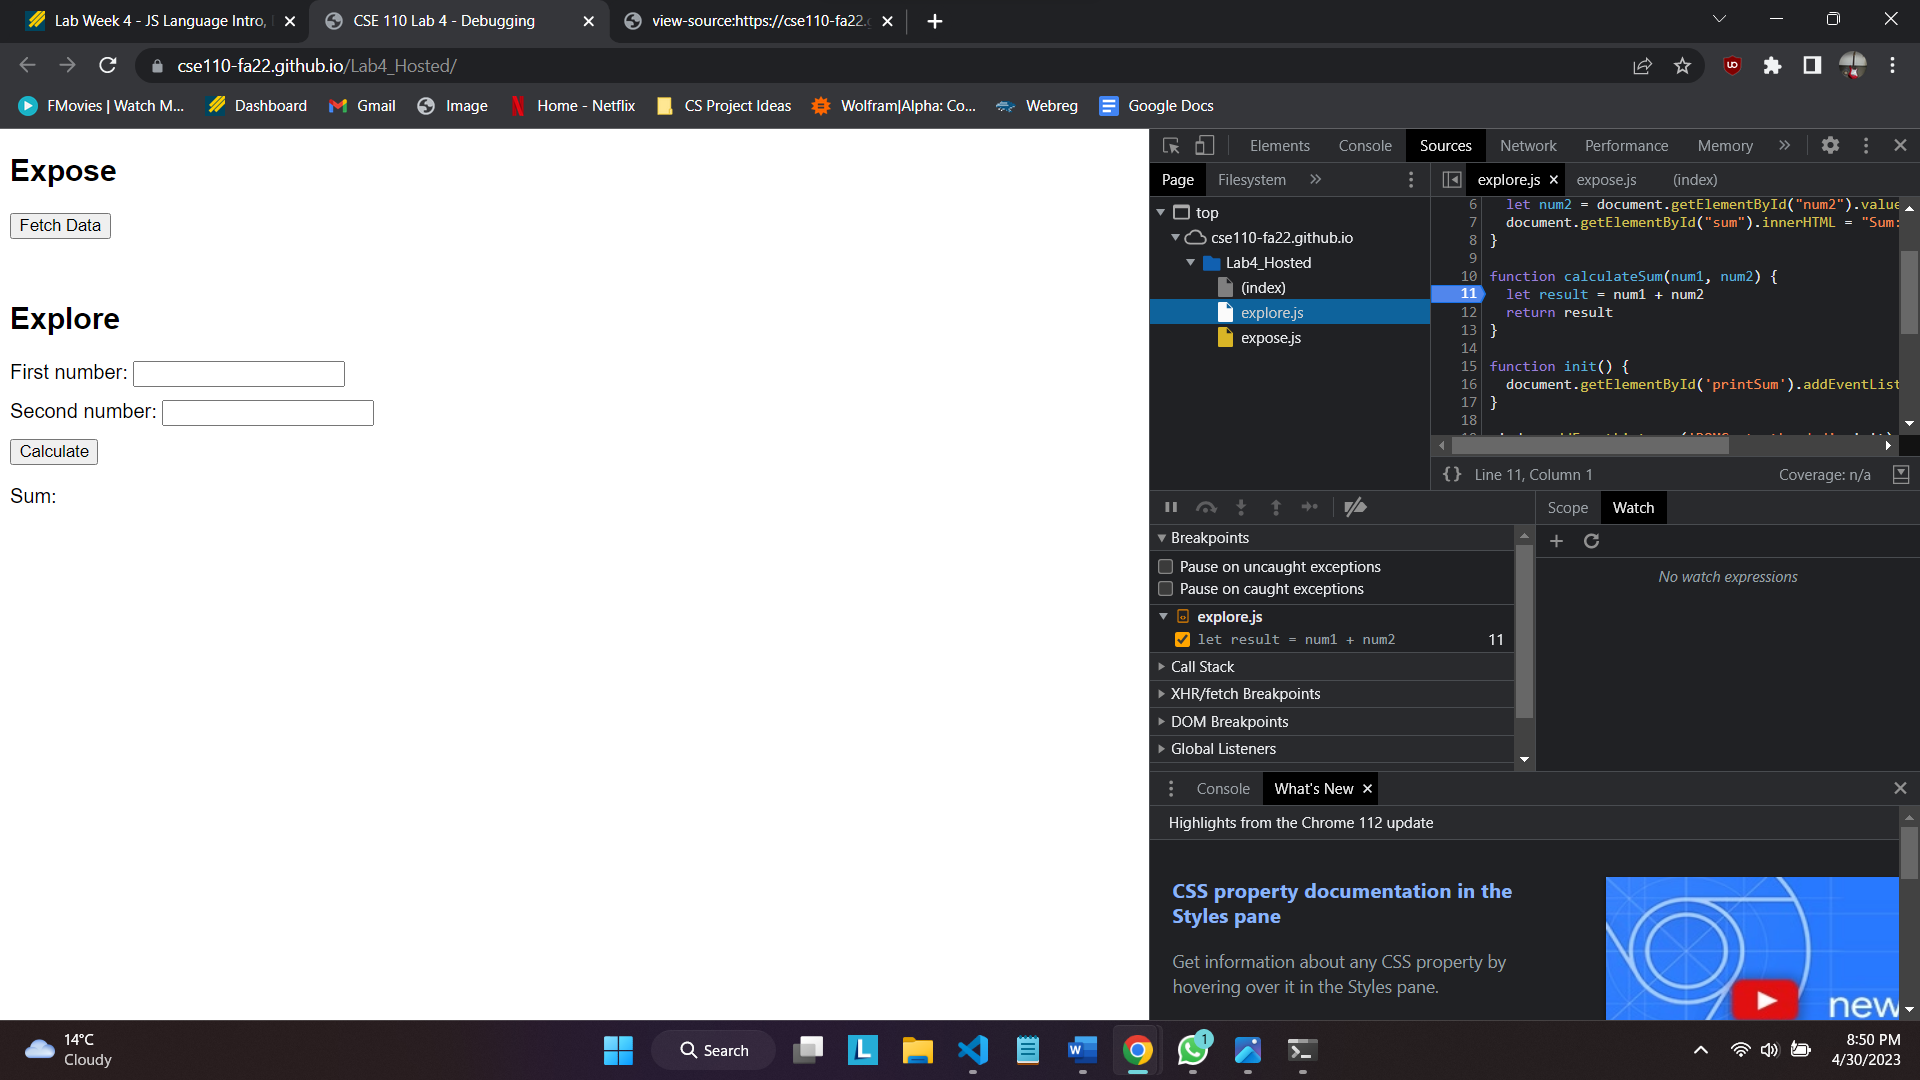 Lab Week 4 - JS Language Intro,
CSE 110 Lab 4 - Debugging
view-source:https://cse110-fa22.g
cse110-fa22.github.io/Lab4_Hosted/
FMovies | Watch M...
Dashboard
Gmail
Image
Home - Netflix
CS Project Ideas
Wolfram|Alpha: Co...
Webreg
Google Docs
Expose
Fetch Data
Explore
First number:
Second number:
Calculate
Sum:
Elements
Console
Sources
Network
Performance
Memory
Page
Filesystem
explore.js
expose.js
(index)
top
cse110-fa22.github.io
Lab4_Hosted
(index)
explore.js
expose.js
6 let num2 = document.getElementById("num2").value
7 document.getElementById("sum").innerHTML = "Sum:
8 }
9
10 function calculateSum(num1, num2) {
11 let result = num1 + num2
12 return result
13 }
14
15 function init() {
16 document.getElementById('printSum').addEventList
17 }
18
{} Line 11, Column 1
Coverage: n/a
Breakpoints
Pause on uncaught exceptions
Pause on caught exceptions
explore.js
let result = num1 + num2 11
Call Stack
XHR/fetch Breakpoints
DOM Breakpoints
Global Listeners
Scope
Watch
No watch expressions
Console
What's New
Highlights from the Chrome 112 update
CSS property documentation in the
Styles pane
Get information about any CSS property by
hovering over it in the Styles pane.
new
14°C
Cloudy
Search
1
8:50 PM
4/30/2023